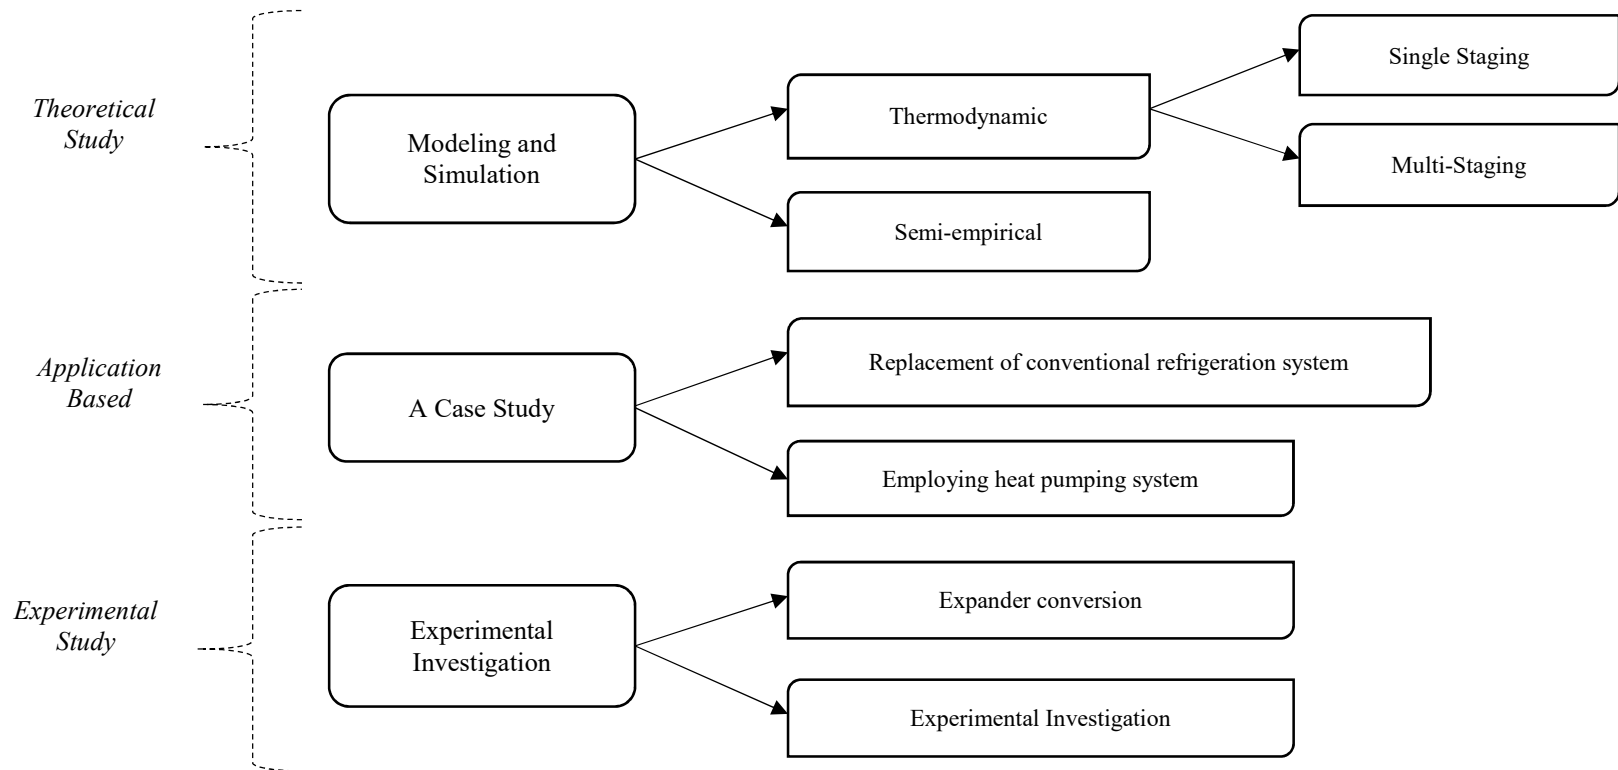 Theoretical
Study
Modeling and
Simulation
Thermodynamic
Single Staging
Multi-Staging
Semi-empirical
Application
Based
A Case Study
Replacement of conventional refrigeration system
Employing heat pumping system
Experimental
Study
Experimental
Investigation
Expander conversion
Experimental Investigation